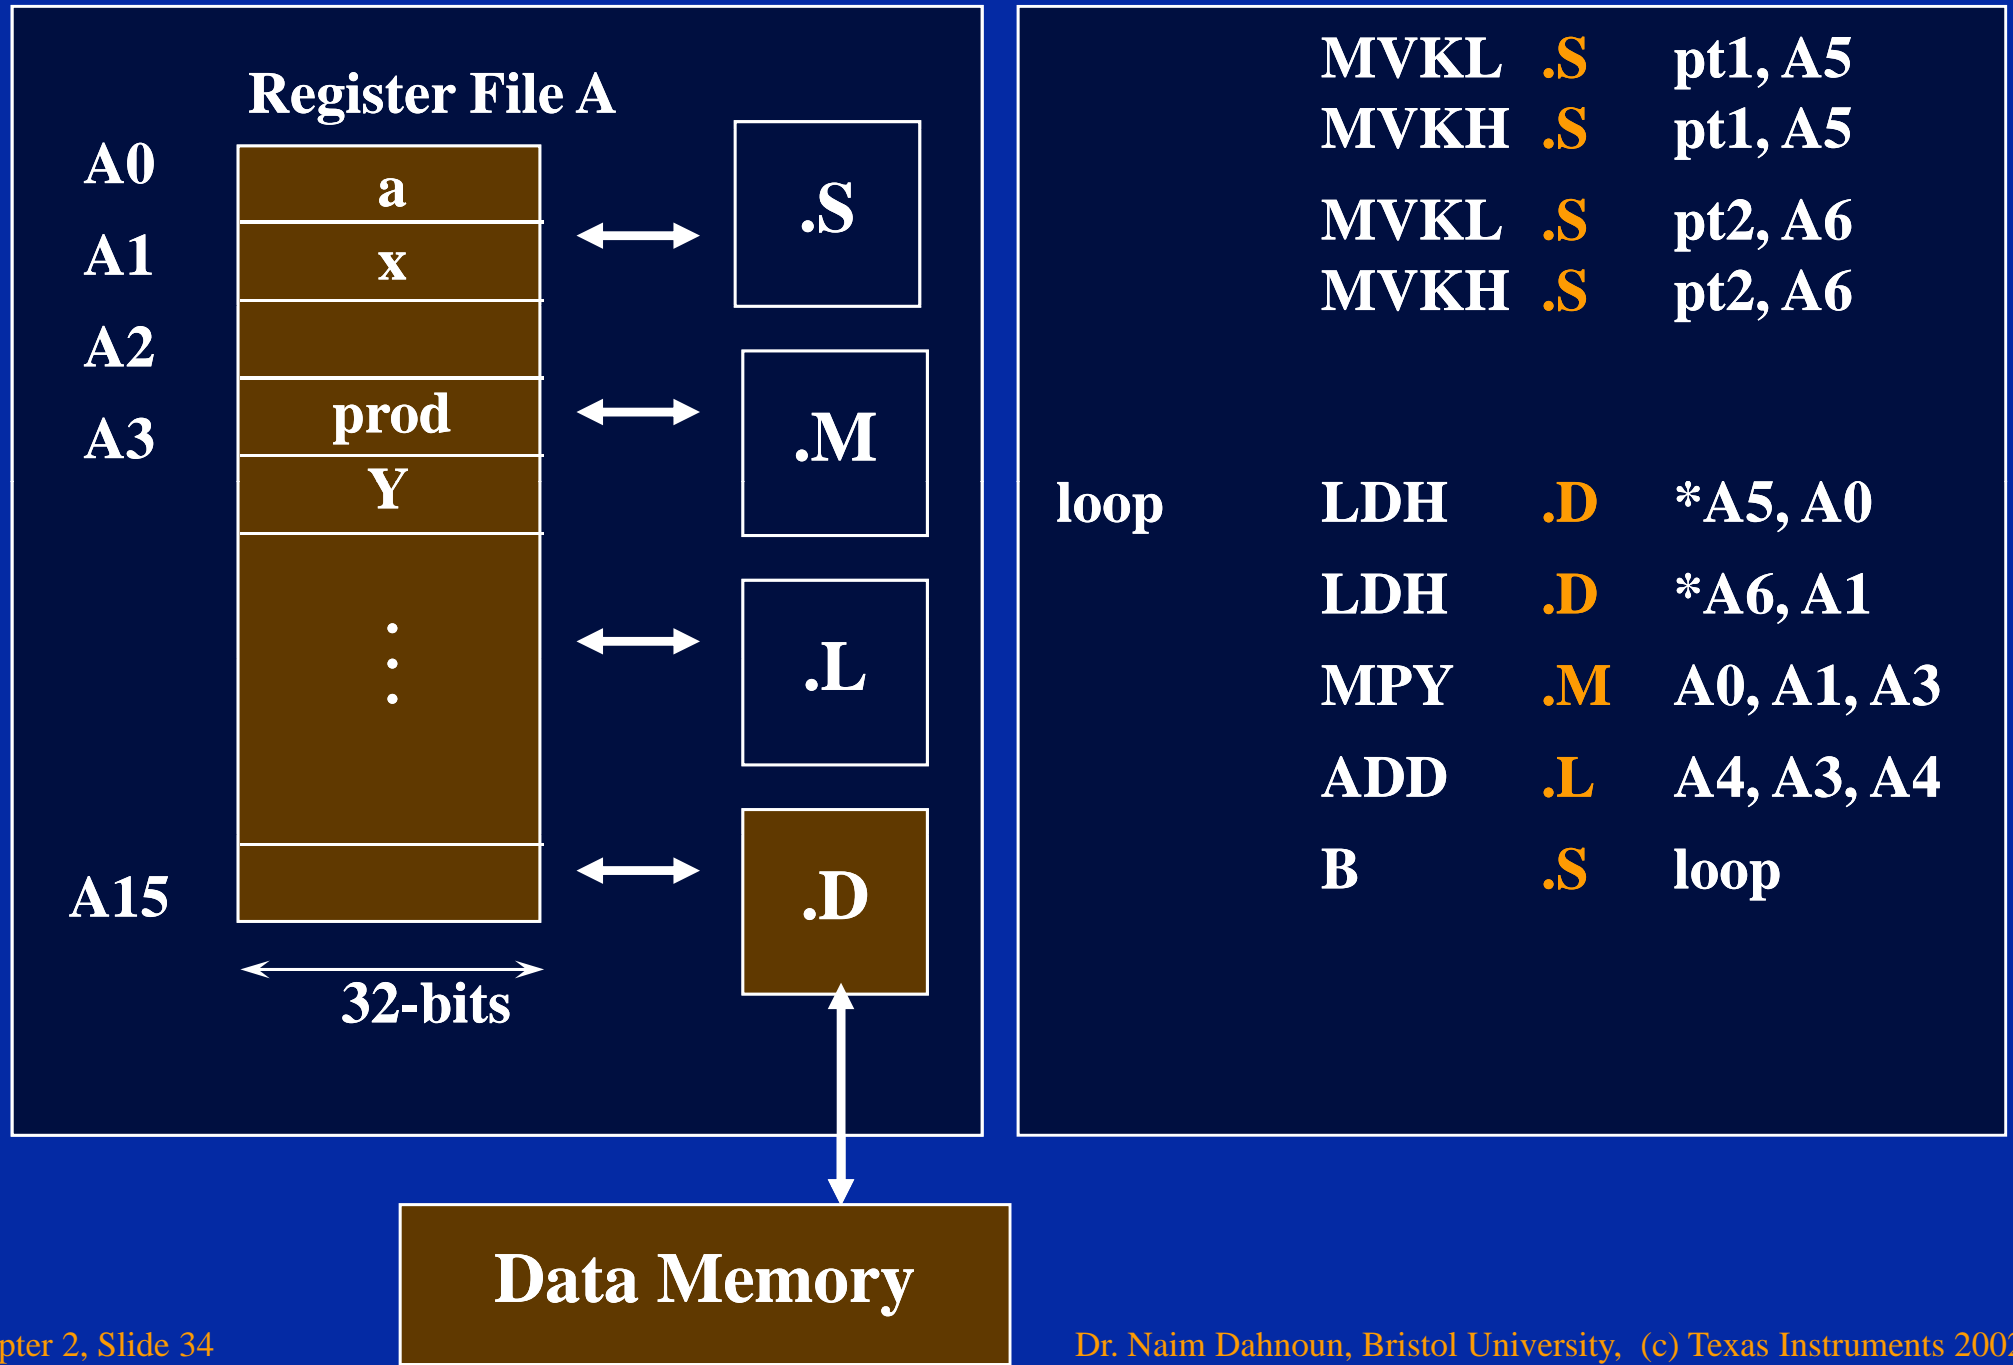 Register File A
A0
a
A1
x
A2
A3
prod
Y
A15
32-bits
.S
.M
.L
.D
Data Memory
MVKL .S pt1, A5
MVKH .S pt1, A5
MVKL .S pt2, A6
MVKH .S pt2, A6
loop LDH .D *A5, A0
LDH .D *A6, A1
MPY .M A0, A1, A3
ADD .L A4, A3, A4
B .S loop
pter 2, Slide 34
Dr. Naim Dahnoun, Bristol University, (c) Texas Instruments 2002